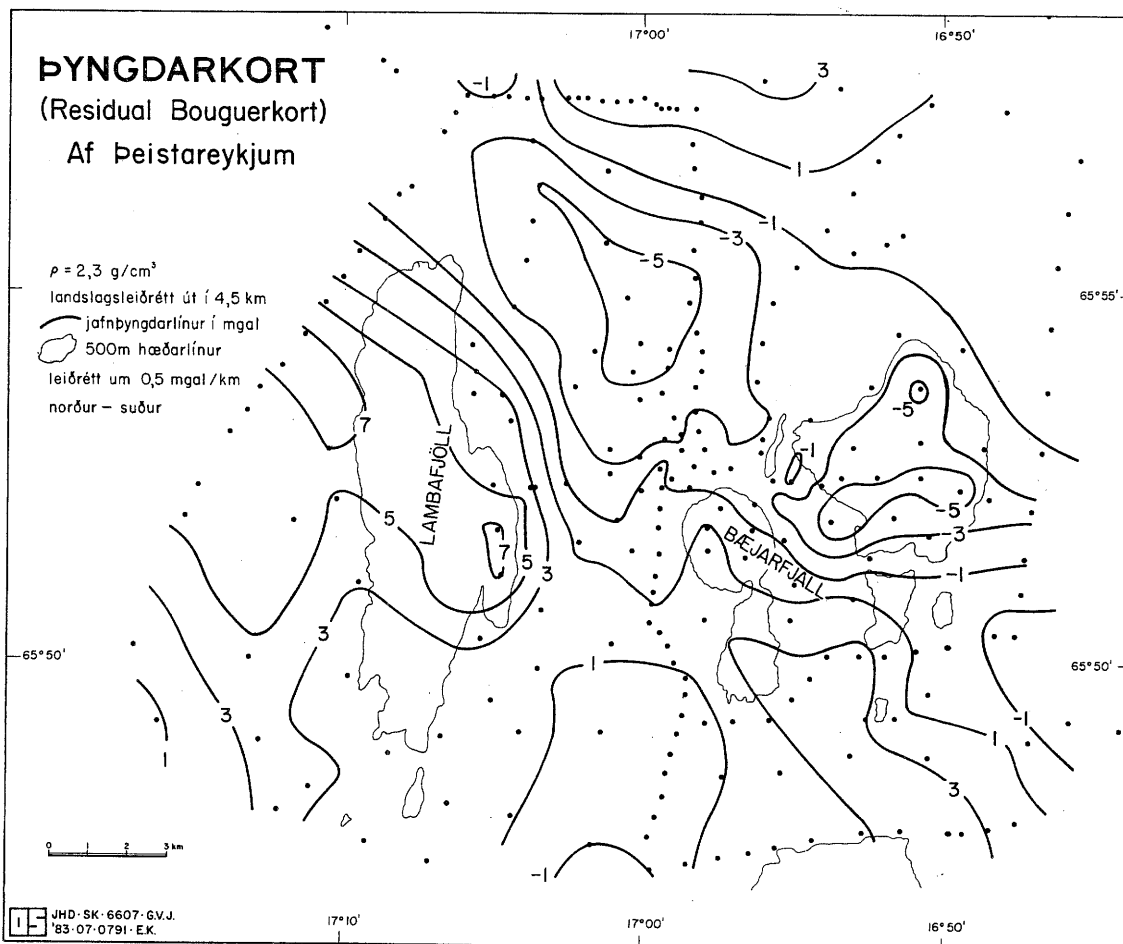 ÞYNGDARKORT
(Residual Bouguerkort)
Af Þeistareykjum
ρ = 2,3 g/cm³
landslagsleiðrétt út í 4,5 km
jafnþyngdarlínur í mgal
500m hæðarlínur
leiðrétt um 0,5 mgal/km
norður – suður
17°00'
16°50'
-1
3
1
-1
-3
-5
65°55'
7
-5
-1
LAMBAFJÖLL
5
-5
-3
7
5
3
BÆJARFJALL
-1
3
65°50'
1
65°50'
3
-1
1
1
3
-1
0 1 2 3 km
17°10'
17°00'
16°50'
OS
JHD·SK·6607·G.V.J.
'83·07·0791·E.K.